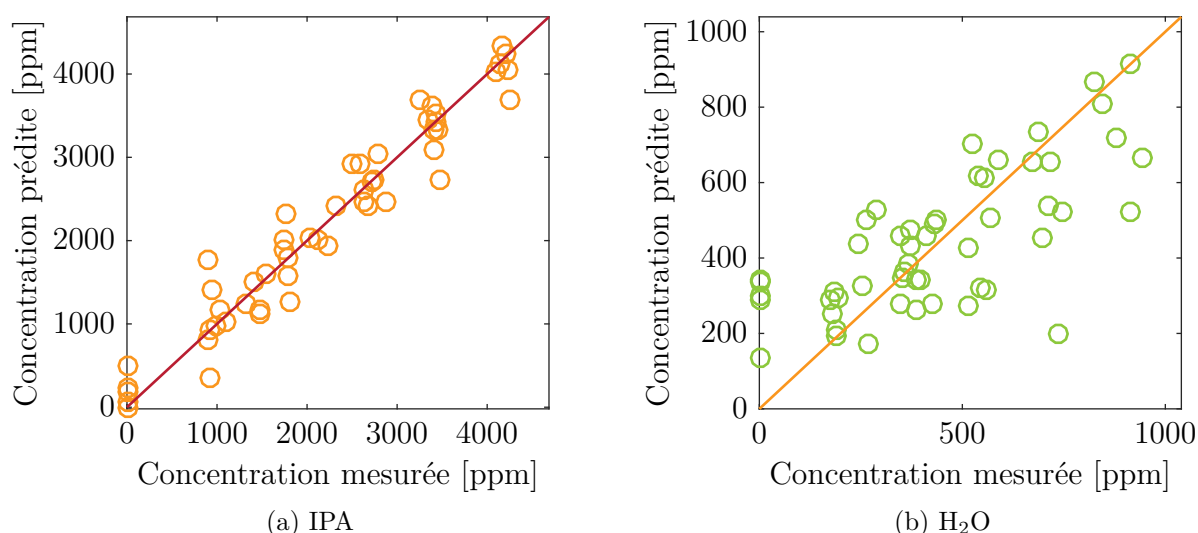 Concentration prédite [ppm]
4000
3000
2000
1000
0
0 1000 2000 3000 4000
Concentration mesurée [ppm]
(a) IPA
Concentration prédite [ppm]
1000
800
600
400
200
0
0 500 1000
Concentration mesurée [ppm]
(b) H₂O